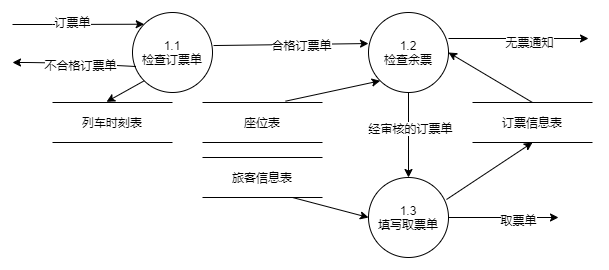 订票单
1.1
检查订票单
合格订票单
1.2
检查余票
无票通知
不合格订票单
列车时刻表
座位表
经审核的订票单
订票信息表
旅客信息表
1.3
填写取票单
取票单